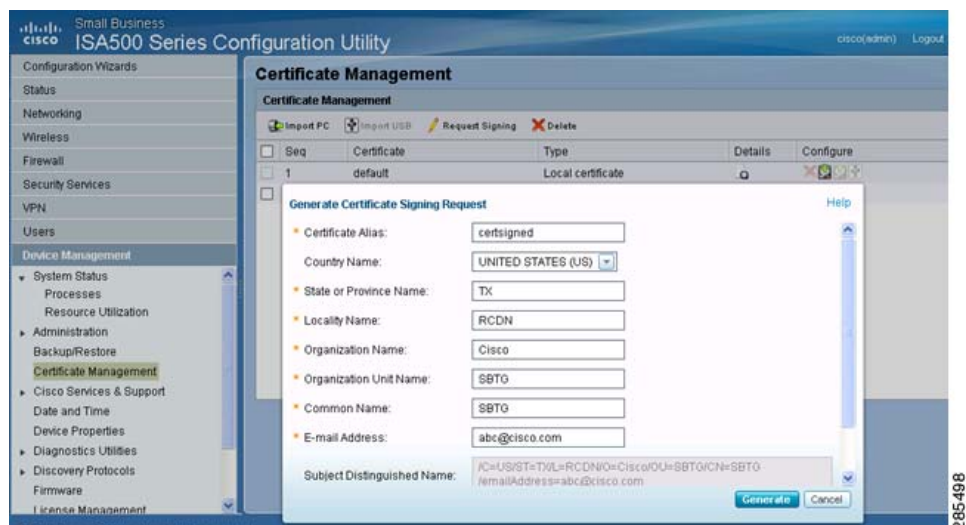 Small Business
CISCO ISA500 Series Configuration Utility
cisco(admin) Logout
Configuration Wizards
Status
Networking
Wireless
Firewall
Security Services
VPN
Users
Device Management
System Status
Processes
Resource Utilization
Administration
Backup/Restore
Certificate Management
Cisco Services & Support
Date and Time
Device Properties
Diagnostics Utilities
Discovery Protocols
Firmware
License Management
Certificate Management
Certificate Management
Import PC Import USB Request Signing Delete
Seq Certificate Type Details Configure
1 default Local certificate
Generate Certificate Signing Request Help
* Certificate Alias: certsigned
Country Name: UNITED STATES (US)
* State or Province Name: TX
* Locality Name: RCDN
* Organization Name: Cisco
* Organization Unit Name: SBTG
* Common Name: SBTG
* E-mail Address: abc@cisco.com
Subject Distinguished Name: /C=US/ST=TX/L=RCDN/O=Cisco/OU=SBTG/CN=SBTG
/emailAddress=abc@cisco.com
Generate Cancel